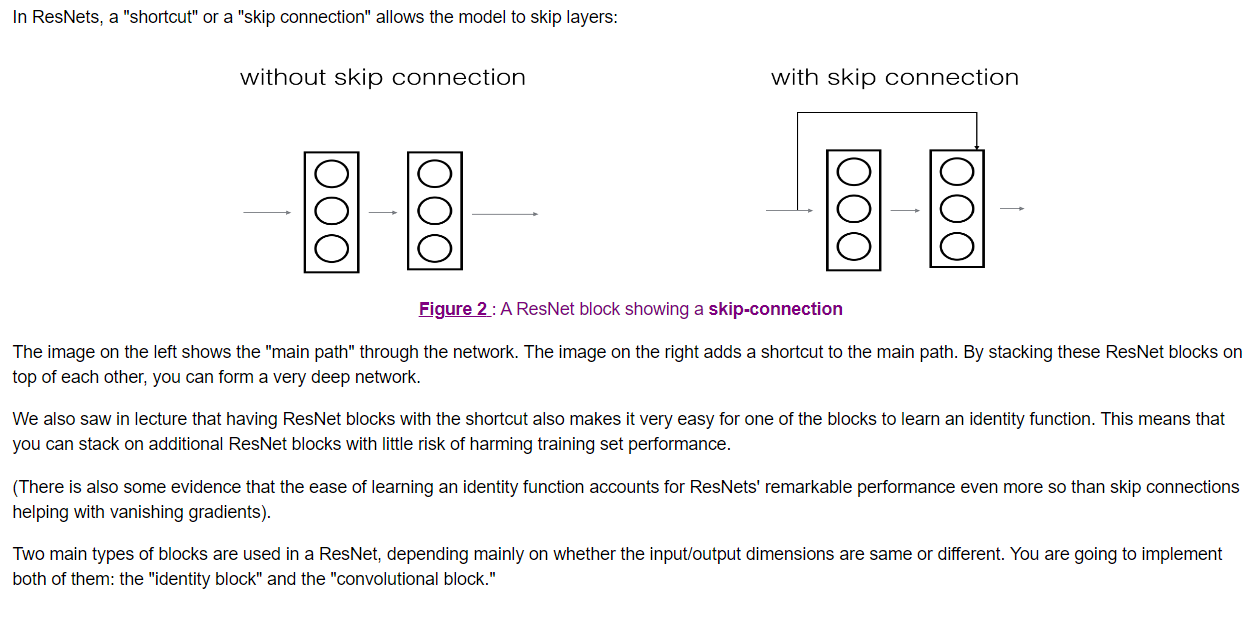 In ResNets, a "shortcut" or a "skip connection" allows the model to skip layers:
without skip connection
with skip connection
Figure 2 : A ResNet block showing a skip-connection
The image on the left shows the "main path" through the network. The image on the right adds a shortcut to the main path. By stacking these ResNet blocks on
top of each other, you can form a very deep network.
We also saw in lecture that having ResNet blocks with the shortcut also makes it very easy for one of the blocks to learn an identity function. This means that
you can stack on additional ResNet blocks with little risk of harming training set performance.
(There is also some evidence that the ease of learning an identity function accounts for ResNets' remarkable performance even more so than skip connections
helping with vanishing gradients).
Two main types of blocks are used in a ResNet, depending mainly on whether the input/output dimensions are same or different. You are going to implement
both of them: the "identity block" and the "convolutional block."